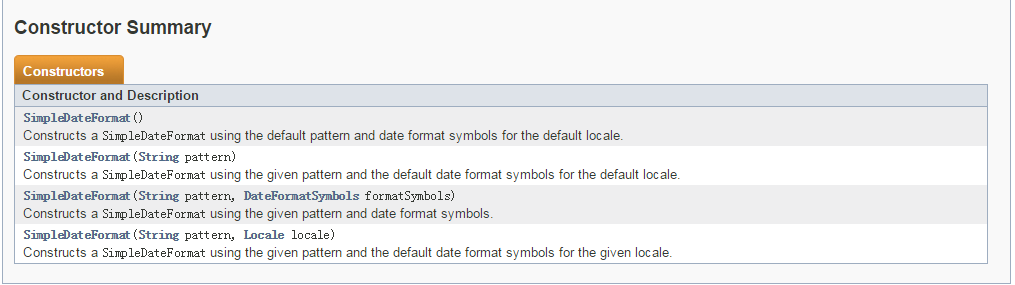 Constructor Summary
Constructors
Constructor and Description
SimpleDateFormat()
Constructs a SimpleDateFormat using the default pattern and date format symbols for the default locale.
SimpleDateFormat(String pattern)
Constructs a SimpleDateFormat using the given pattern and the default date format symbols for the default locale.
SimpleDateFormat(String pattern, DateFormatSymbols formatSymbols)
Constructs a SimpleDateFormat using the given pattern and date format symbols.
SimpleDateFormat(String pattern, Locale locale)
Constructs a SimpleDateFormat using the given pattern and the default date format symbols for the given locale.